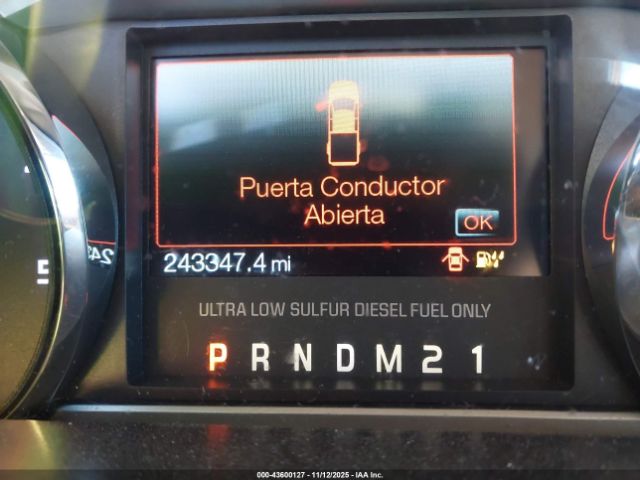 Puerta Conductor
Abierta
OK
243347.4 mi
ULTRA LOW SULFUR DIESEL FUEL ONLY
P R N D M 2 1
000-43600127 - 11/12/2025 - IAA Inc.